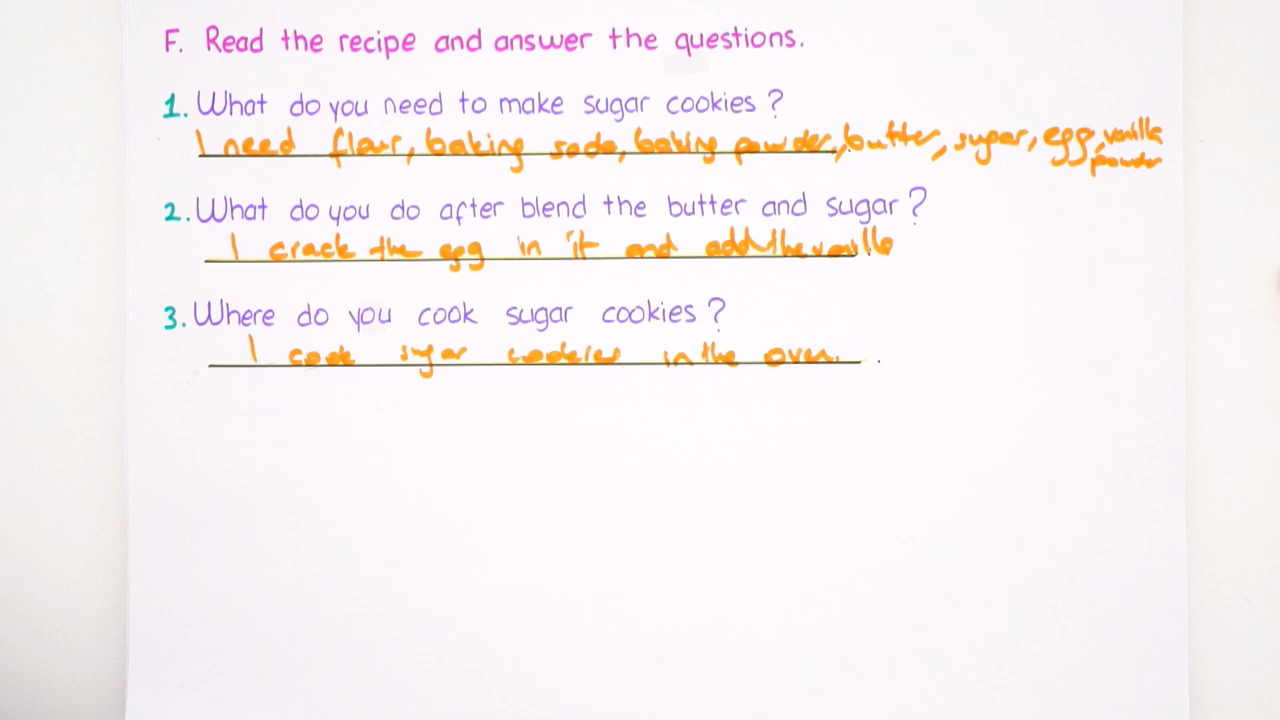 F. Read the recipe and answer the questions.
1. What do you need to make sugar cookies?
I need flour, baking soda, baking powder, butter, sugar, egg, vanilla
powder
2. What do you do after blend the butter and sugar?
I crack the egg in it and add the vanilla
3. Where do you cook sugar cookies?
I cook sugar cookies in the oven.